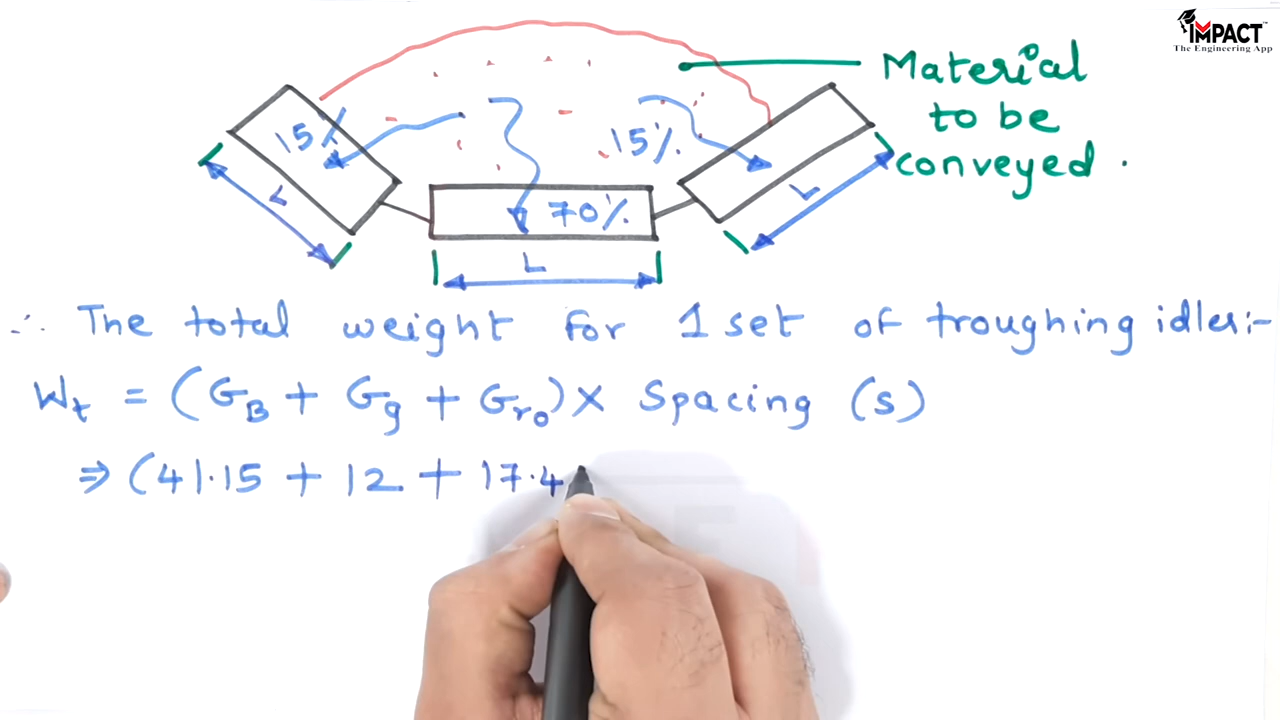 IMPACT
The Engineering App
Material
to be
conveyed.
15%
15%
70%
L
L
L
∴ The total weight for 1 set of troughing idler:-
Wt = (GB + Gg + Gro) × Spacing (s)
⇒ (41.15 + 12 + 17.4